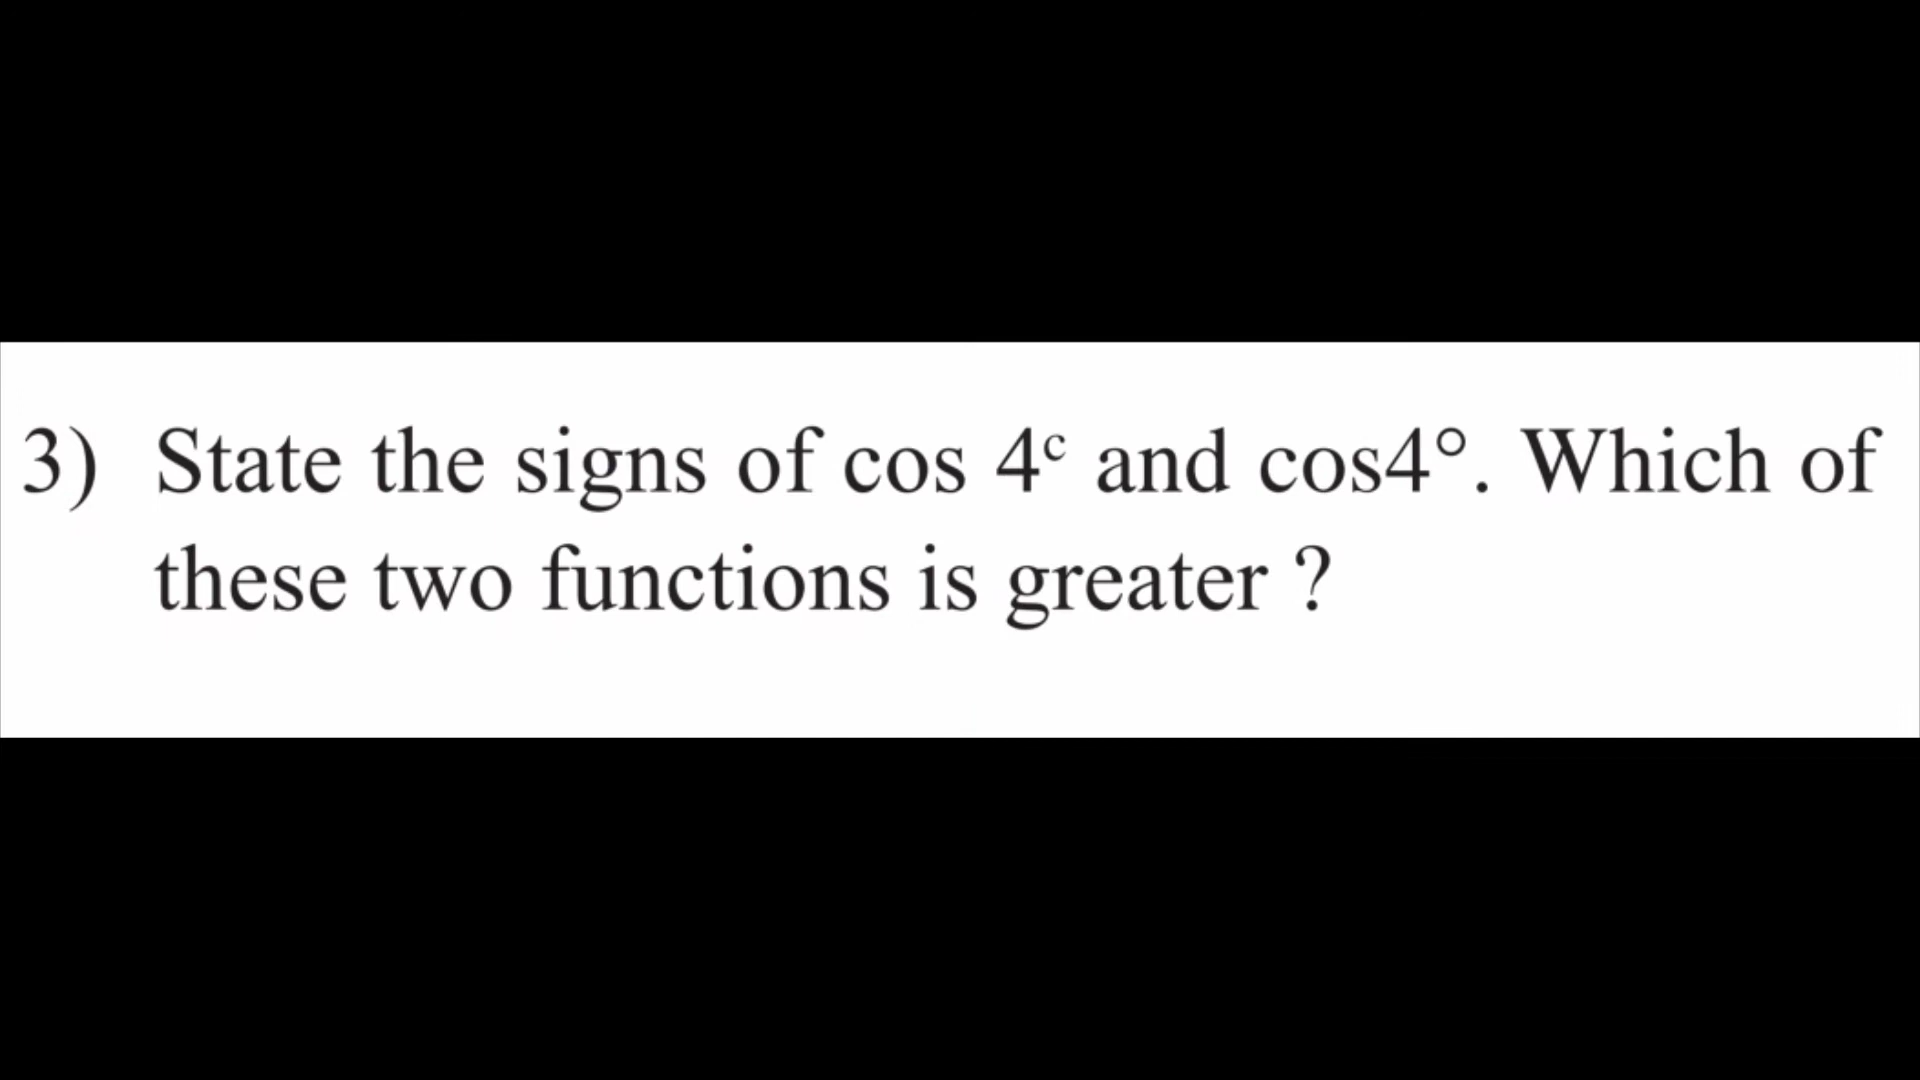 3) State the signs of cos 4ᶜ and cos4°. Which of
these two functions is greater ?